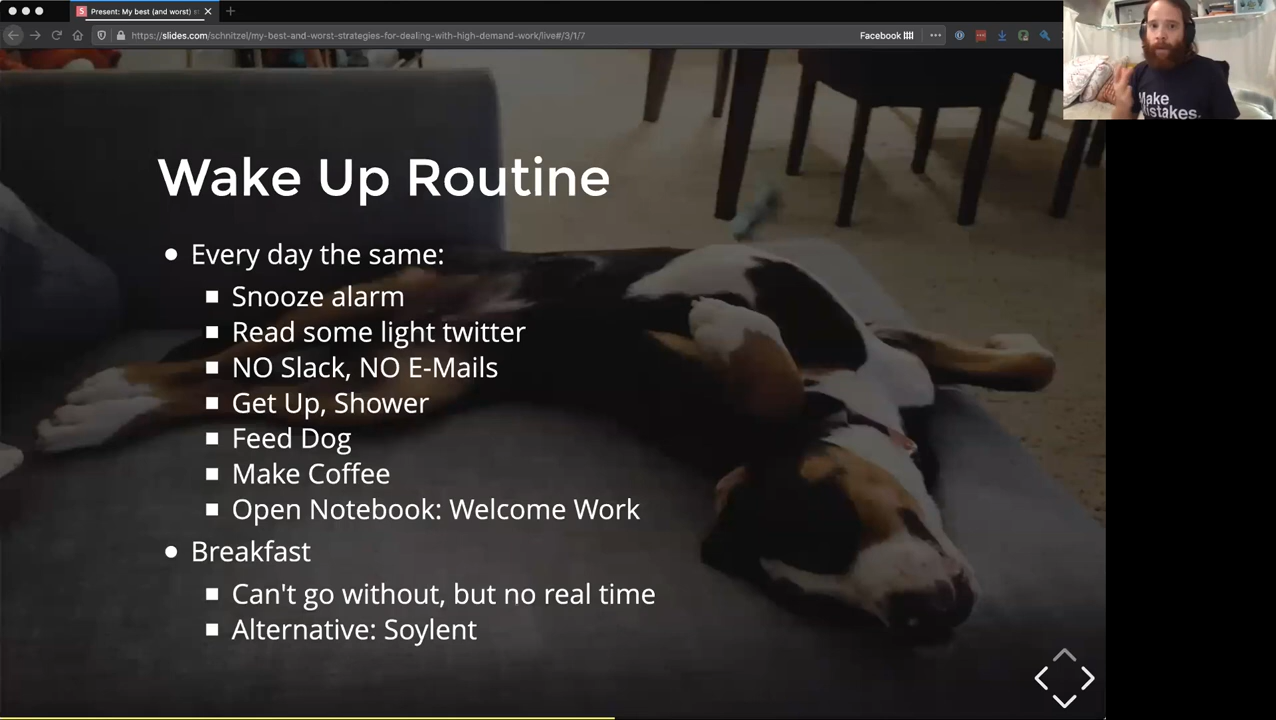 Present: My best (and worst) st
https://slides.com/schnitzel/my-best-and-worst-strategies-for-dealing-with-high-demand-work/live#/3/1/7
Facebook
Make
Mistakes.
Wake Up Routine
• Every day the same:
■ Snooze alarm
■ Read some light twitter
■ NO Slack, NO E-Mails
■ Get Up, Shower
■ Feed Dog
■ Make Coffee
■ Open Notebook: Welcome Work
• Breakfast
■ Can't go without, but no real time
■ Alternative: Soylent